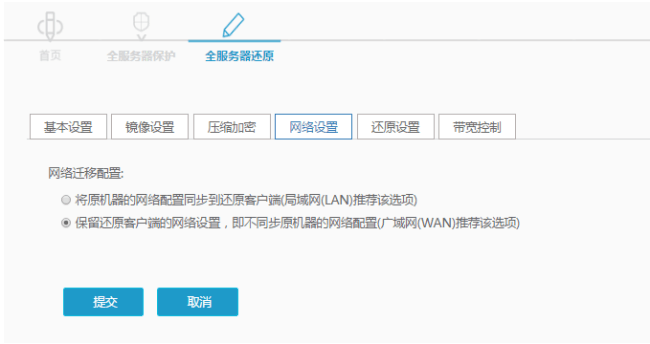 首页 全服务器保护 全服务器还原
基本设置 镜像设置 压缩加密 网络设置 还原设置 带宽控制
网络迁移配置:
将原机器的网络配置同步到还原客户端(局域网(LAN)推荐该选项)
保留还原客户端的网络设置，即不同步原机器的网络配置(广域网(WAN)推荐该选项)
提交 取消